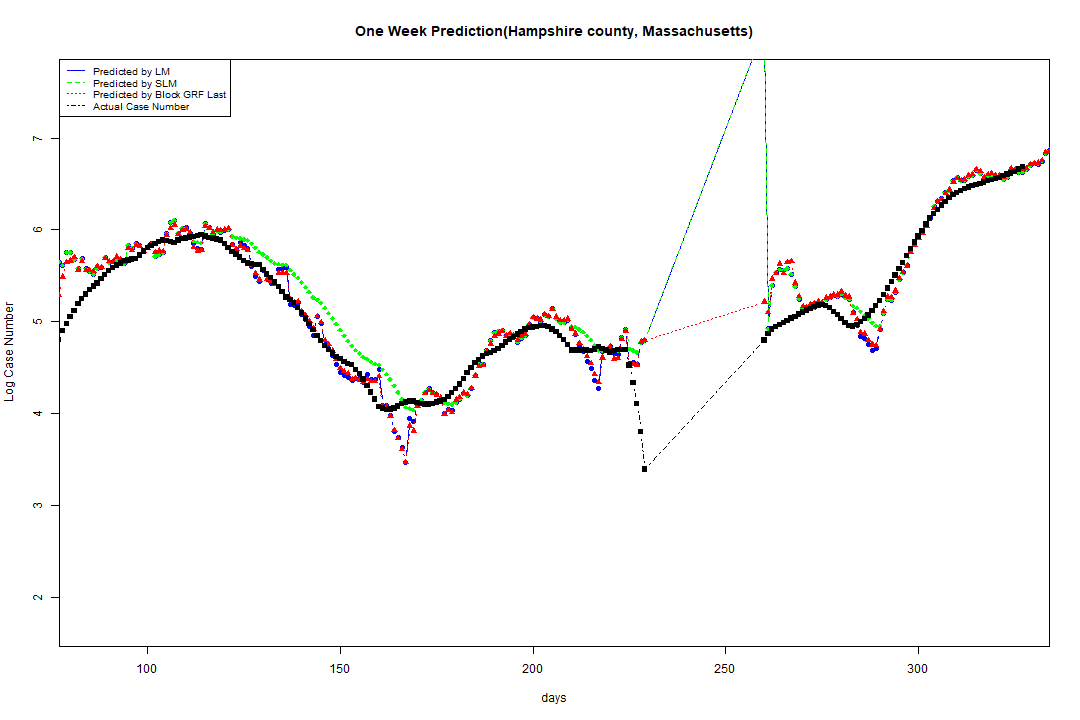 One Week Prediction(Hampshire county, Massachusetts)
Predicted by LM
Predicted by SLM
Predicted by Block GRF Last
Actual Case Number
7
6
5
4
3
2
Log Case Number
100 150 200 250 300
days